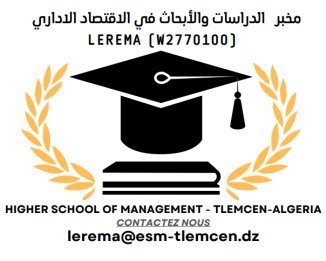 مخبر الدراسات والأبحاث في الاقتصاد الاداري
LEREMA (W2770100)
HIGHER SCHOOL OF MANAGEMENT - TLEMCEN-ALGERIA
CONTACTEZ NOUS
lerema@esm-tlemcen.dz